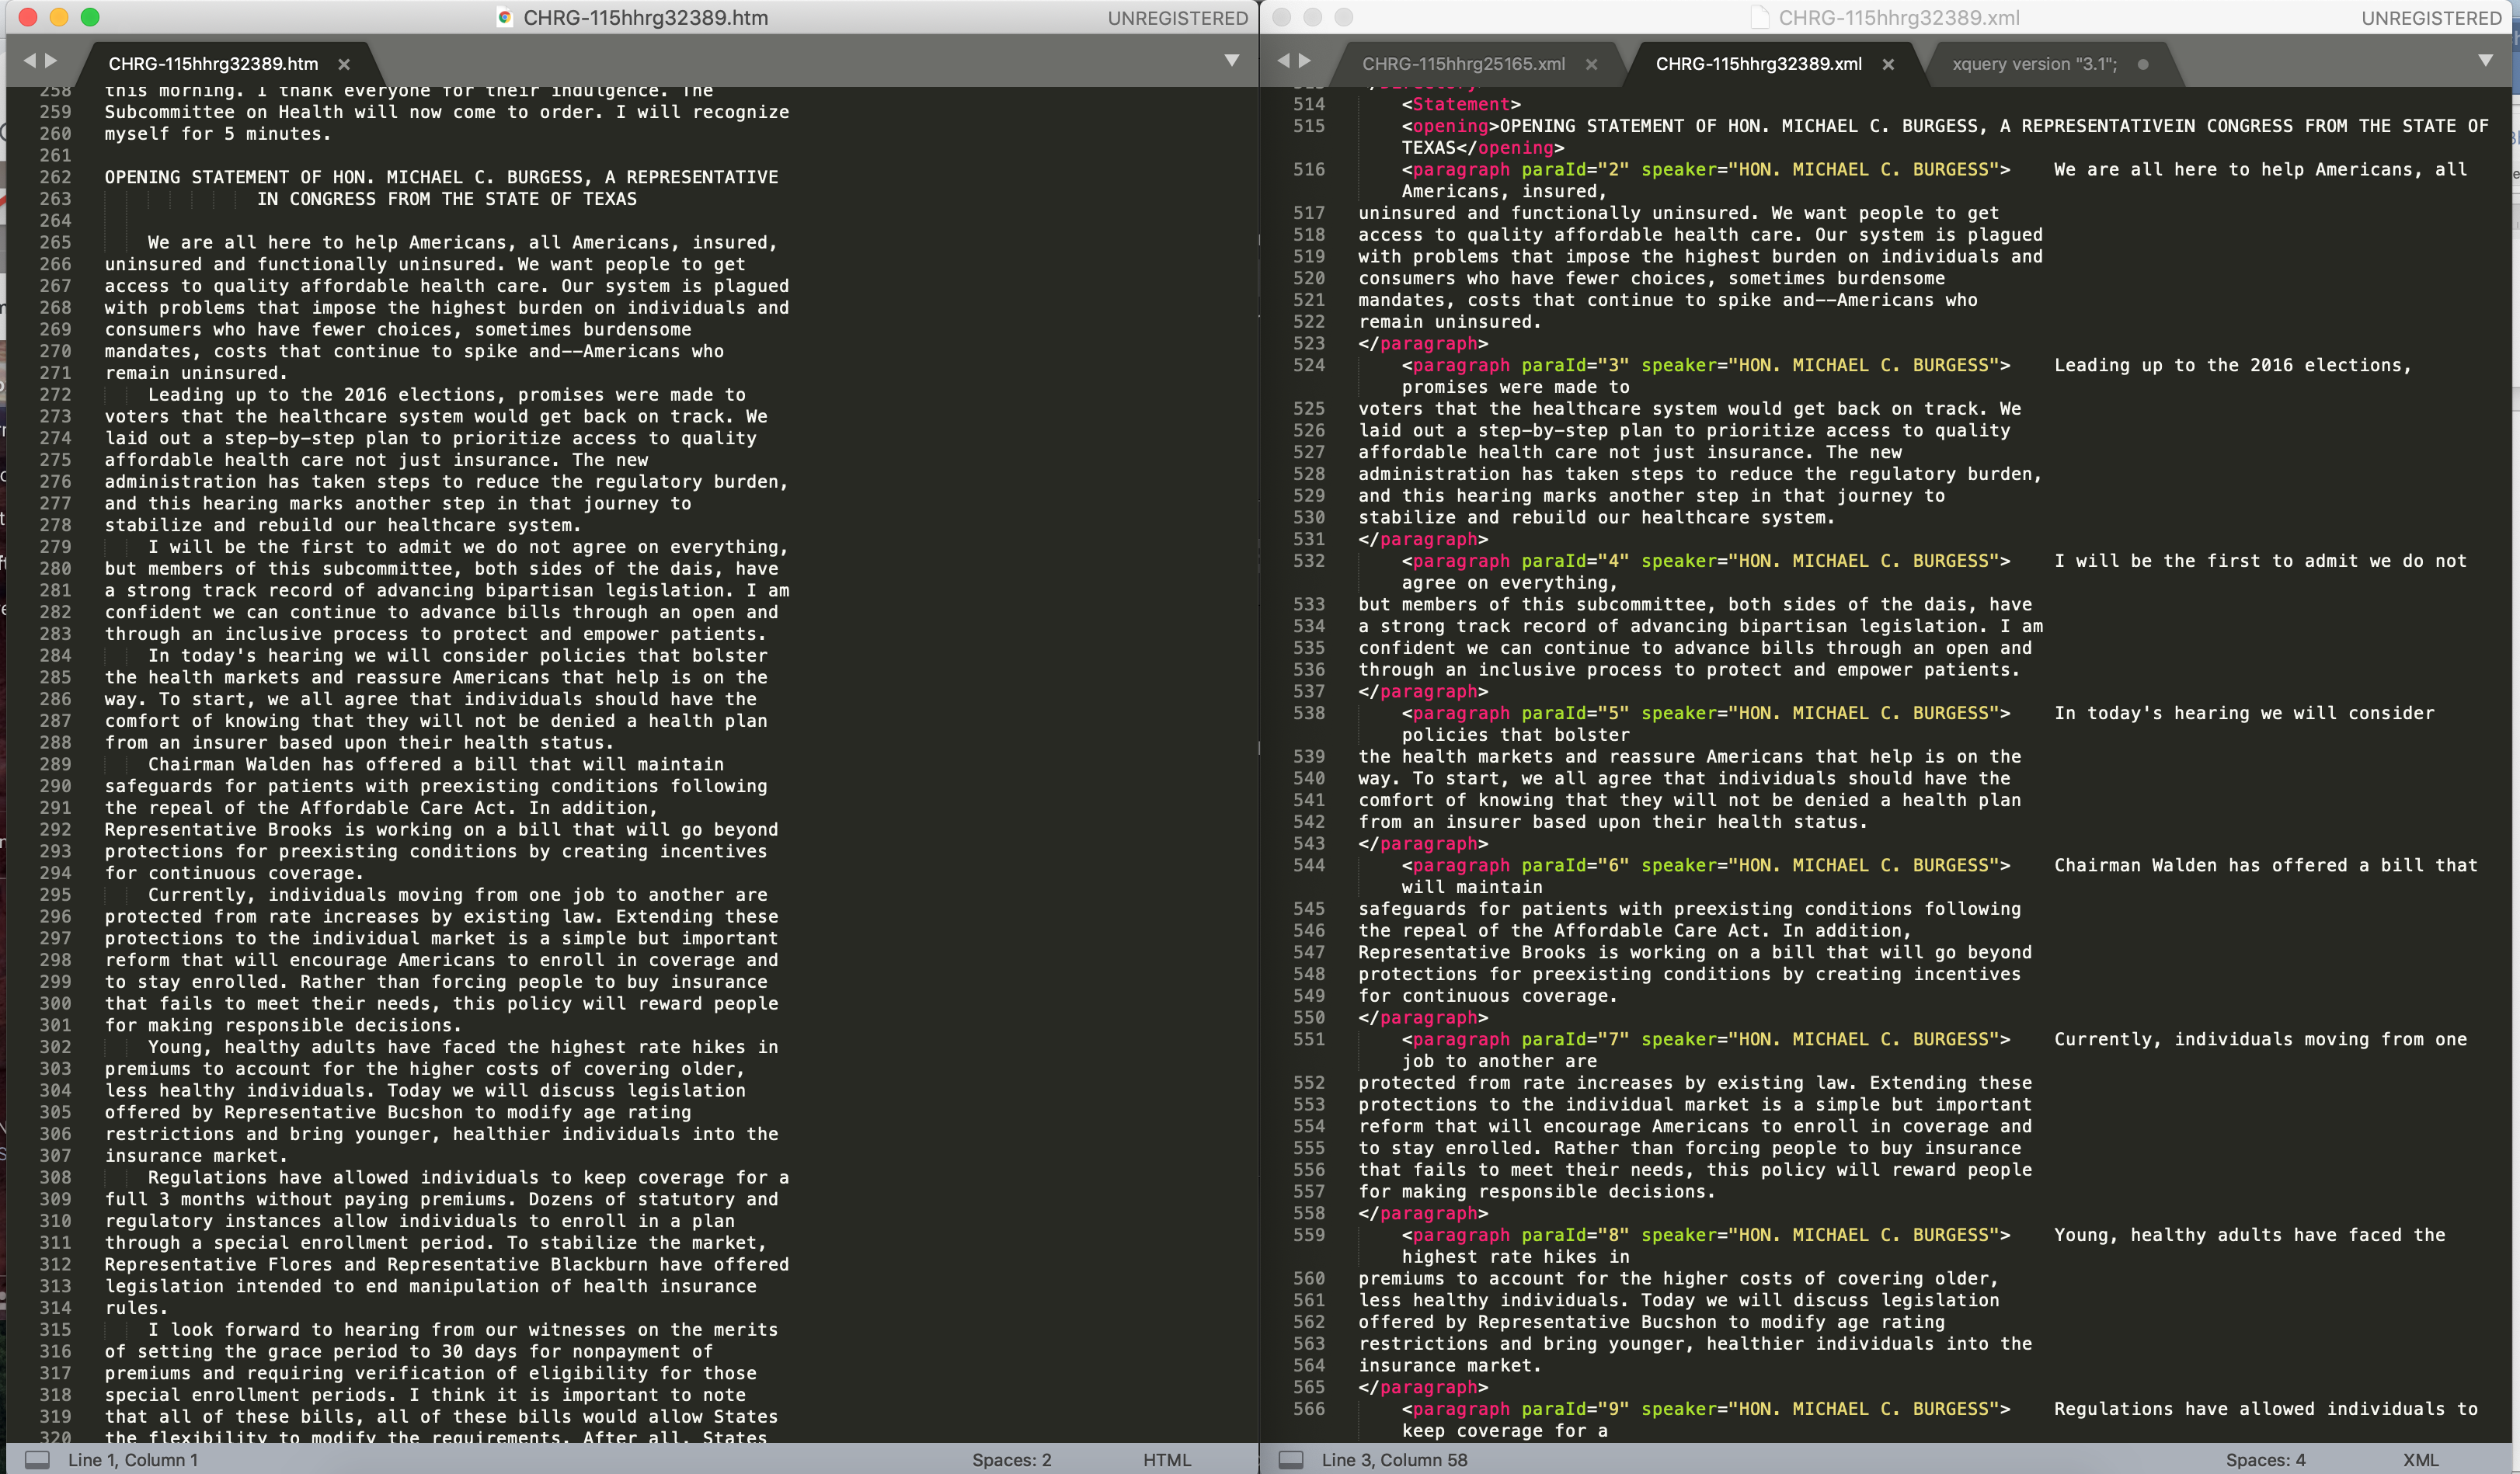 CHRG-115hhrg32389.htm
UNREGISTERED
CHRG-115hhrg32389.htm ×
258 this morning. I thank everyone for their indulgence. The
259 Subcommittee on Health will now come to order. I will recognize
260 myself for 5 minutes.
261
262 OPENING STATEMENT OF HON. MICHAEL C. BURGESS, A REPRESENTATIVE
263 IN CONGRESS FROM THE STATE OF TEXAS
264
265 We are all here to help Americans, all Americans, insured,
266 uninsured and functionally uninsured. We want people to get
267 access to quality affordable health care. Our system is plagued
268 with problems that impose the highest burden on individuals and
269 consumers who have fewer choices, sometimes burdensome
270 mandates, costs that continue to spike and--Americans who
271 remain uninsured.
272 Leading up to the 2016 elections, promises were made to
273 voters that the healthcare system would get back on track. We
274 laid out a step-by-step plan to prioritize access to quality
275 affordable health care not just insurance. The new
276 administration has taken steps to reduce the regulatory burden,
277 and this hearing marks another step in that journey to
278 stabilize and rebuild our healthcare system.
279 I will be the first to admit we do not agree on everything,
280 but members of this subcommittee, both sides of the dais, have
281 a strong track record of advancing bipartisan legislation. I am
282 confident we can continue to advance bills through an open and
283 through an inclusive process to protect and empower patients.
284 In today's hearing we will consider policies that bolster
285 the health markets and reassure Americans that help is on the
286 way. To start, we all agree that individuals should have the
287 comfort of knowing that they will not be denied a health plan
288 from an insurer based upon their health status.
289 Chairman Walden has offered a bill that will maintain
290 safeguards for patients with preexisting conditions following
291 the repeal of the Affordable Care Act. In addition,
292 Representative Brooks is working on a bill that will go beyond
293 protections for preexisting conditions by creating incentives
294 for continuous coverage.
295 Currently, individuals moving from one job to another are
296 protected from rate increases by existing law. Extending these
297 protections to the individual market is a simple but important
298 reform that will encourage Americans to enroll in coverage and
299 to stay enrolled. Rather than forcing people to buy insurance
300 that fails to meet their needs, this policy will reward people
301 for making responsible decisions.
302 Young, healthy adults have faced the highest rate hikes in
303 premiums to account for the higher costs of covering older,
304 less healthy individuals. Today we will discuss legislation
305 offered by Representative Bucshon to modify age rating
306 restrictions and bring younger, healthier individuals into the
307 insurance market.
308 Regulations have allowed individuals to keep coverage for a
309 full 3 months without paying premiums. Dozens of statutory and
310 regulatory instances allow individuals to enroll in a plan
311 through a special enrollment period. To stabilize the market,
312 Representative Flores and Representative Blackburn have offered
313 legislation intended to end manipulation of health insurance
314 rules.
315 I look forward to hearing from our witnesses on the merits
316 of setting the grace period to 30 days for nonpayment of
317 premiums and requiring verification of eligibility for those
318 special enrollment periods. I think it is important to note
319 that all of these bills, all of these bills would allow States
320 the flexibility to modify the requirements. After all, States
Line 1, Column 1
Spaces: 2
HTML
CHRG-115hhrg32389.xml
UNREGISTERED
CHRG-115hhrg25165.xml ×
CHRG-115hhrg32389.xml ×
xquery version "3.1";
513 </Directory>
514 <Statement>
515 <opening>OPENING STATEMENT OF HON. MICHAEL C. BURGESS, A REPRESENTATIVEIN CONGRESS FROM THE STATE OF
TEXAS</opening>
516 <paragraph paraId="2" speaker="HON. MICHAEL C. BURGESS"> We are all here to help Americans, all
Americans, insured,
517 uninsured and functionally uninsured. We want people to get
518 access to quality affordable health care. Our system is plagued
519 with problems that impose the highest burden on individuals and
520 consumers who have fewer choices, sometimes burdensome
521 mandates, costs that continue to spike and--Americans who
522 remain uninsured.
523 </paragraph>
524 <paragraph paraId="3" speaker="HON. MICHAEL C. BURGESS"> Leading up to the 2016 elections,
promises were made to
525 voters that the healthcare system would get back on track. We
526 laid out a step-by-step plan to prioritize access to quality
527 affordable health care not just insurance. The new
528 administration has taken steps to reduce the regulatory burden,
529 and this hearing marks another step in that journey to
530 stabilize and rebuild our healthcare system.
531 </paragraph>
532 <paragraph paraId="4" speaker="HON. MICHAEL C. BURGESS"> I will be the first to admit we do not
agree on everything,
533 but members of this subcommittee, both sides of the dais, have
534 a strong track record of advancing bipartisan legislation. I am
535 confident we can continue to advance bills through an open and
536 through an inclusive process to protect and empower patients.
537 </paragraph>
538 <paragraph paraId="5" speaker="HON. MICHAEL C. BURGESS"> In today's hearing we will consider
policies that bolster
539 the health markets and reassure Americans that help is on the
540 way. To start, we all agree that individuals should have the
541 comfort of knowing that they will not be denied a health plan
542 from an insurer based upon their health status.
543 </paragraph>
544 <paragraph paraId="6" speaker="HON. MICHAEL C. BURGESS"> Chairman Walden has offered a bill that
will maintain
545 safeguards for patients with preexisting conditions following
546 the repeal of the Affordable Care Act. In addition,
547 Representative Brooks is working on a bill that will go beyond
548 protections for preexisting conditions by creating incentives
549 for continuous coverage.
550 </paragraph>
551 <paragraph paraId="7" speaker="HON. MICHAEL C. BURGESS"> Currently, individuals moving from one
job to another are
552 protected from rate increases by existing law. Extending these
553 protections to the individual market is a simple but important
554 reform that will encourage Americans to enroll in coverage and
555 to stay enrolled. Rather than forcing people to buy insurance
556 that fails to meet their needs, this policy will reward people
557 for making responsible decisions.
558 </paragraph>
559 <paragraph paraId="8" speaker="HON. MICHAEL C. BURGESS"> Young, healthy adults have faced the
highest rate hikes in
560 premiums to account for the higher costs of covering older,
561 less healthy individuals. Today we will discuss legislation
562 offered by Representative Bucshon to modify age rating
563 restrictions and bring younger, healthier individuals into the
564 insurance market.
565 </paragraph>
566 <paragraph paraId="9" speaker="HON. MICHAEL C. BURGESS"> Regulations have allowed individuals to
keep coverage for a
Line 3, Column 58
Spaces: 4
XML